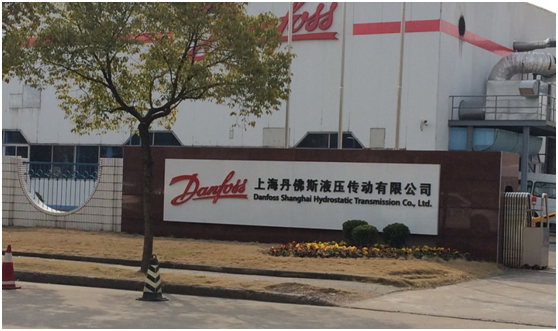 Danfoss
Danfoss
上海丹佛斯液压传动有限公司
Danfoss Shanghai Hydrostatic Transmission Co., Ltd.